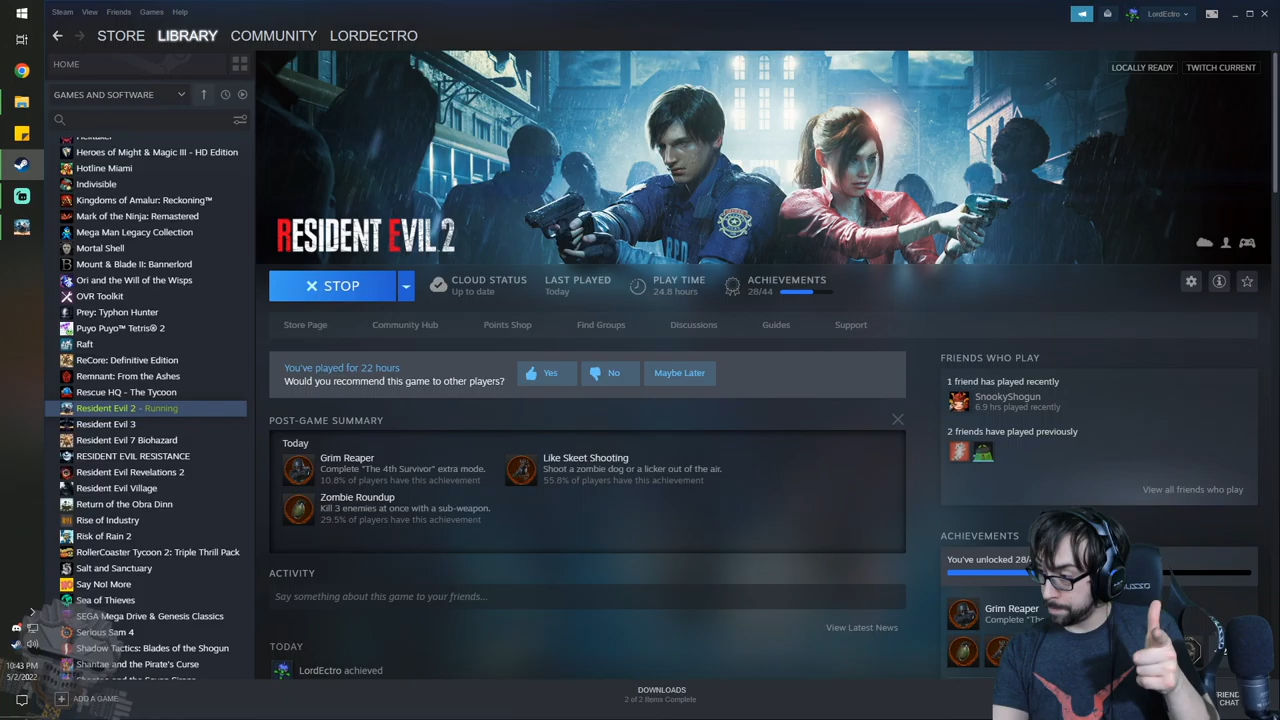 Steam View Friends Games Help
LordEctro
STORE LIBRARY COMMUNITY LORDECTRO
HOME
GAMES AND SOFTWARE
Heroes of Might & Magic III - HD Edition
Hotline Miami
Indivisible
Kingdoms of Amalur: Reckoning™
Mark of the Ninja: Remastered
Mega Man Legacy Collection
Mortal Shell
Mount & Blade II: Bannerlord
Ori and the Will of the Wisps
OVR Toolkit
Prey: Typhon Hunter
Puyo Puyo™ Tetris® 2
Raft
ReCore: Definitive Edition
Remnant: From the Ashes
Rescue HQ - The Tycoon
Resident Evil 2 - Running
Resident Evil 3
Resident Evil 7 Biohazard
RESIDENT EVIL RESISTANCE
Resident Evil Revelations 2
Resident Evil Village
Return of the Obra Dinn
Rise of Industry
Risk of Rain 2
RollerCoaster Tycoon 2: Triple Thrill Pack
Salt and Sanctuary
Say No! More
Sea of Thieves
SEGA Mega Drive & Genesis Classics
Serious Sam 4
Shadow Tactics: Blades of the Shogun
Shantae and the Pirate's Curse
ADD A GAME
10:43 PM
5/2/2022
LOCALLY READY TWITCH CURRENT
RESIDENT EVIL 2
STOP
CLOUD STATUS
Up to date
LAST PLAYED
Today
PLAY TIME
24.8 hours
ACHIEVEMENTS
28/44
Store Page Community Hub Points Shop Find Groups Discussions Guides Support
You've played for 22 hours
Would you recommend this game to other players?
Yes No Maybe Later
POST-GAME SUMMARY
Today
Grim Reaper
Complete "The 4th Survivor" extra mode.
10.8% of players have this achievement
Like Skeet Shooting
Shoot a zombie dog or a licker out of the air.
55.8% of players have this achievement
Zombie Roundup
Kill 3 enemies at once with a sub-weapon.
29.5% of players have this achievement
ACTIVITY
Say something about this game to your friends...
View Latest News
TODAY
LordEctro achieved
FRIENDS WHO PLAY
1 friend has played recently
SnookyShogun
6.9 hrs played recently
2 friends have played previously
View all friends who play
ACHIEVEMENTS
You've unlocked 28/
Grim Reaper
Complete "The
DOWNLOADS
2 of 2 Items Complete
FRIEND
CHAT